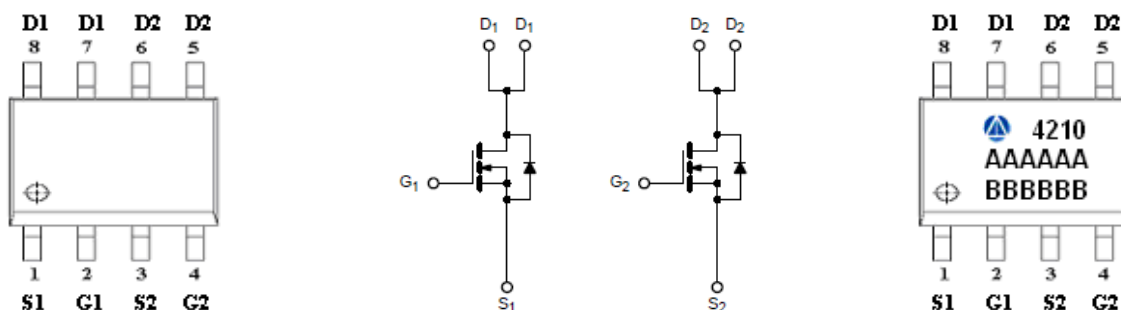 D1 D1 D2 D2
8 7 6 5
1 2 3 4
S1 G1 S2 G2
D₁ D₁
G₁
S₁
D₂ D₂
G₂
S₂
D1 D1 D2 D2
8 7 6 5
4210
AAAAAA
BBBBBB
1 2 3 4
S1 G1 S2 G2